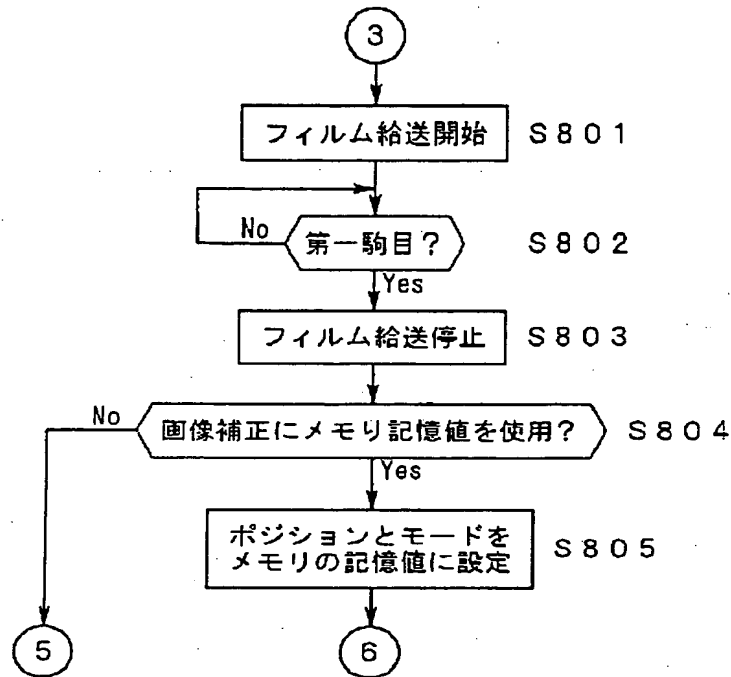 3
フィルム給送開始 S801
No 第一駒目? S802
Yes
フィルム給送停止 S803
No 画像補正にメモり記憶値を使用? S804
Yes
ポジションとモードを
メモリの記憶値に設定 S805
5 6